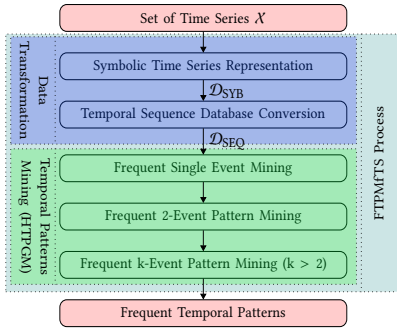 Set of Time Series 𝒳
Symbolic Time Series Representation
𝒟SYB
Temporal Sequence Database Conversion
𝒟SEQ
Data
Transformation
Frequent Single Event Mining
Frequent 2-Event Pattern Mining
Frequent k-Event Pattern Mining (k > 2)
Temporal Patterns
Mining (HTPGM)
FTPMfTS Process
Frequent Temporal Patterns